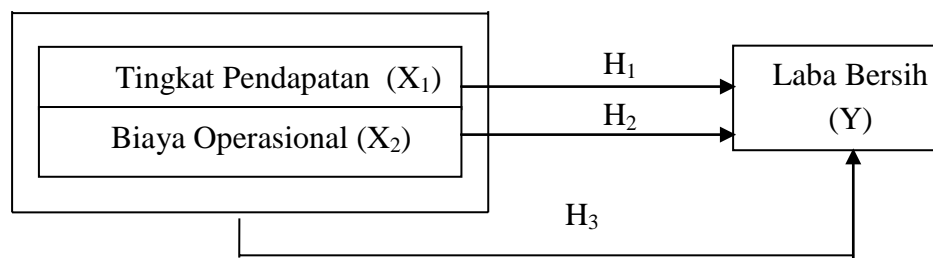 Tingkat Pendapatan (X₁)
Biaya Operasional (X₂)
H₁
H₂
Laba Bersih
(Y)
H₃